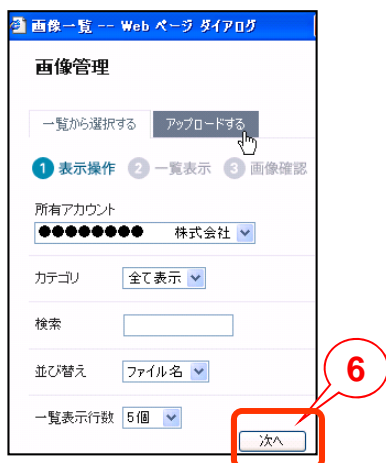 画像一覧 -- Web ページ ダイアログ
画像管理
一覧から選択する アップロードする
1 表示操作 2 一覧表示 3 画像確認
所有アカウント
●●●●●●●● 株式会社
カテゴリ 全て表示
検索
並び替え ファイル名
6
一覧表示行数 5個
次へ